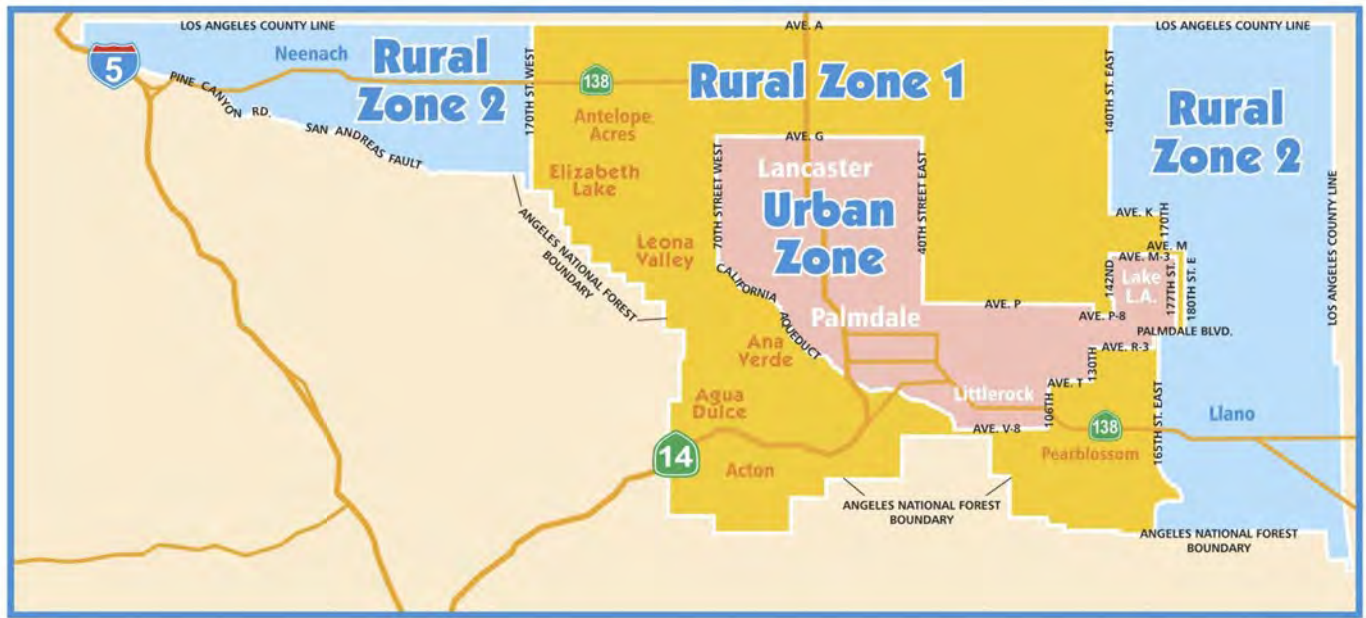 LOS ANGELES COUNTY LINE
AVE. A
LOS ANGELES COUNTY LINE
5
Neenach
Rural
Zone 2
170TH ST. WEST
138
Antelope
Acres
Rural Zone 1
140TH ST. EAST
Rural
Zone 2
PINE CANYON RD.
SAN ANDREAS FAULT
AVE. G
Elizabeth
Lake
70TH STREET WEST
Lancaster
Urban
Zone
40TH STREET EAST
ANGELES NATIONAL FOREST
BOUNDARY
Leona
Valley
AVE. K
170TH
AVE. M
AVE. M-3
142ND
Lake
L.A.
177TH ST.
180TH ST. E
LOS ANGELES COUNTY LINE
CALIFORNIA AQUEDUCT
Palmdale
AVE. P
AVE. P-8
PALMDALE BLVD.
Ana
Verde
AVE. R-3
130TH
AVE. T
Littlerock
106TH
Agua
Dulce
AVE. V-8
138
Pearblossom
165TH ST. EAST
Llano
14
Acton
ANGELES NATIONAL FOREST
BOUNDARY
ANGELES NATIONAL FOREST
BOUNDARY